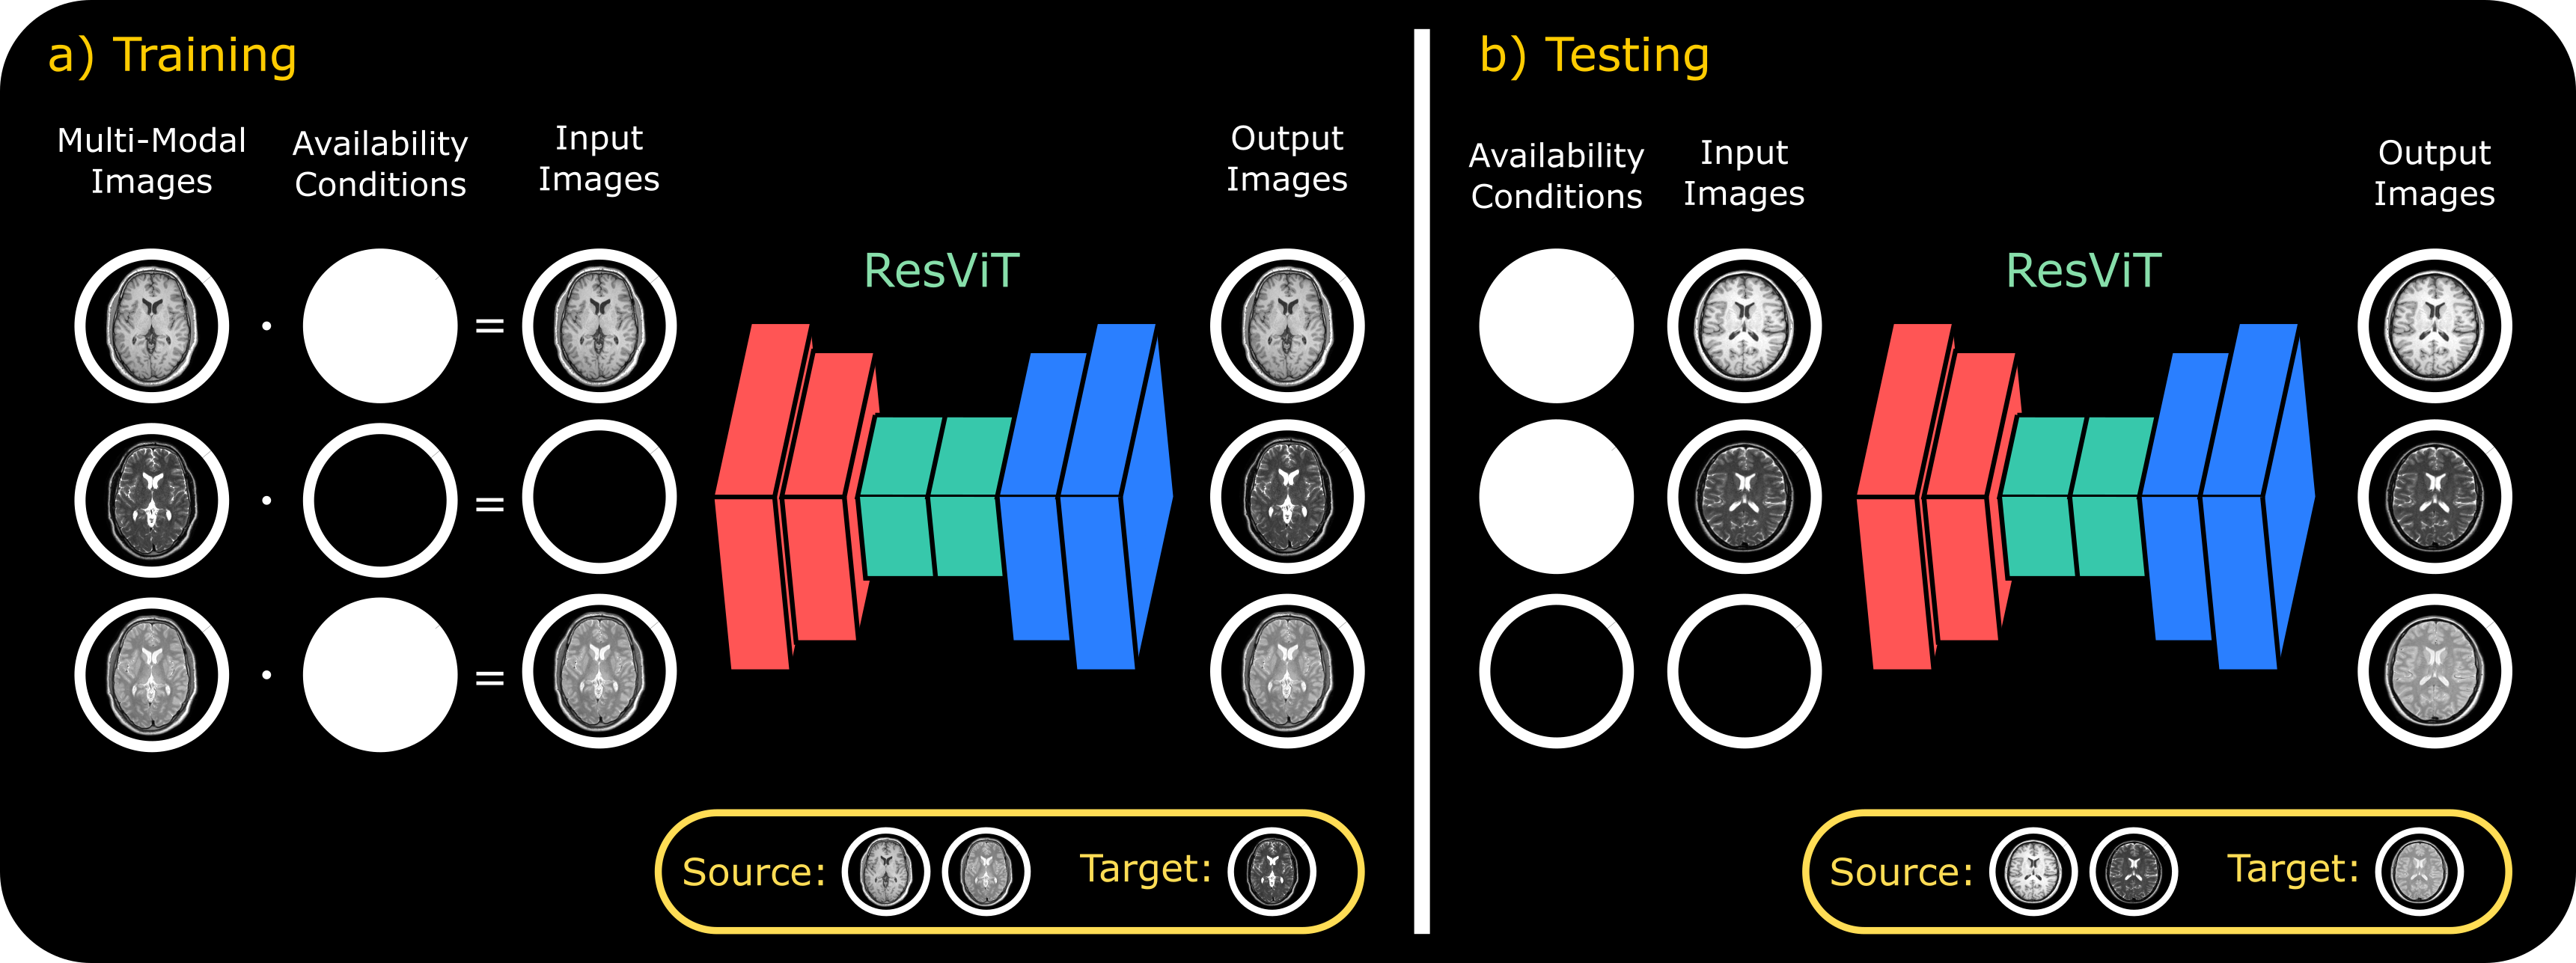 a) Training
Multi-Modal
Images
Availability
Conditions
Input
Images
Output
Images
ResViT
·
=
·
=
·
=
Source:
Target:
b) Testing
Availability
Conditions
Input
Images
Output
Images
ResViT
Source:
Target: